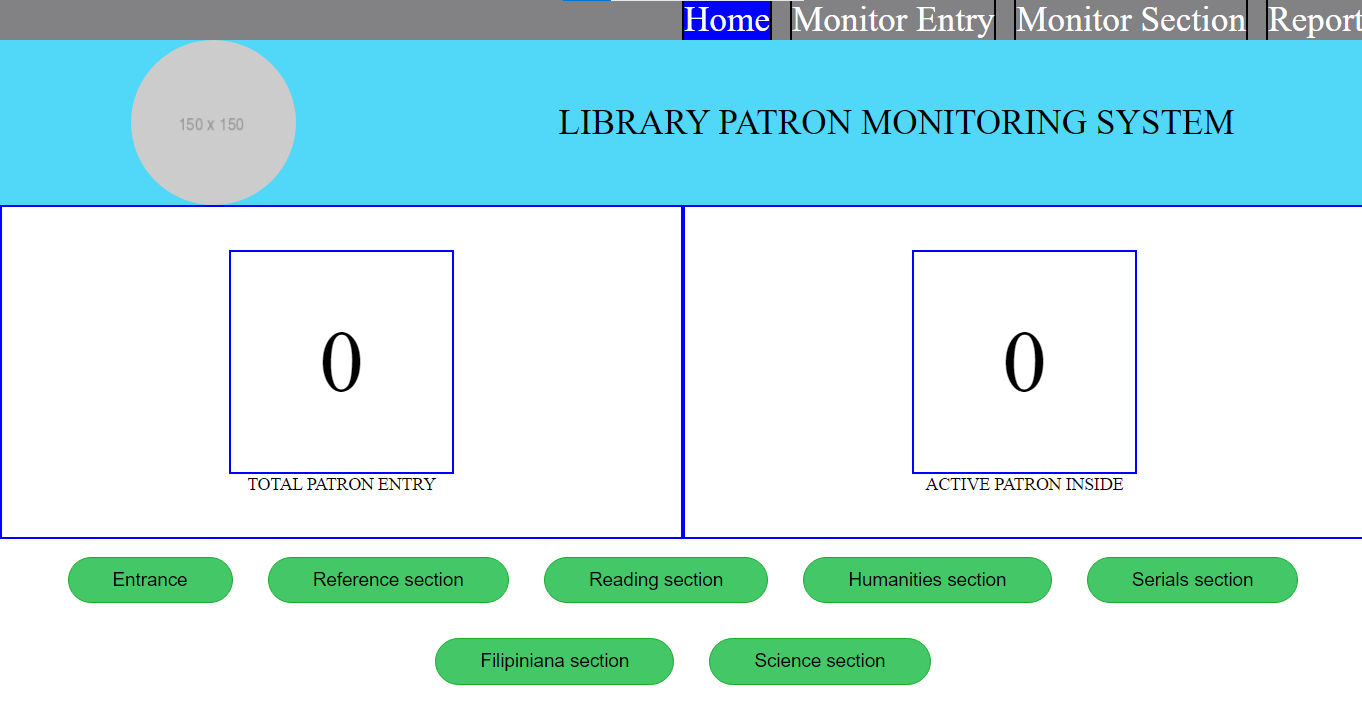 Home Monitor Entry Monitor Section Report
150 x 150
LIBRARY PATRON MONITORING SYSTEM
0 0
TOTAL PATRON ENTRY ACTIVE PATRON INSIDE
Entrance Reference section Reading section Humanities section Serials section
Filipiniana section Science section